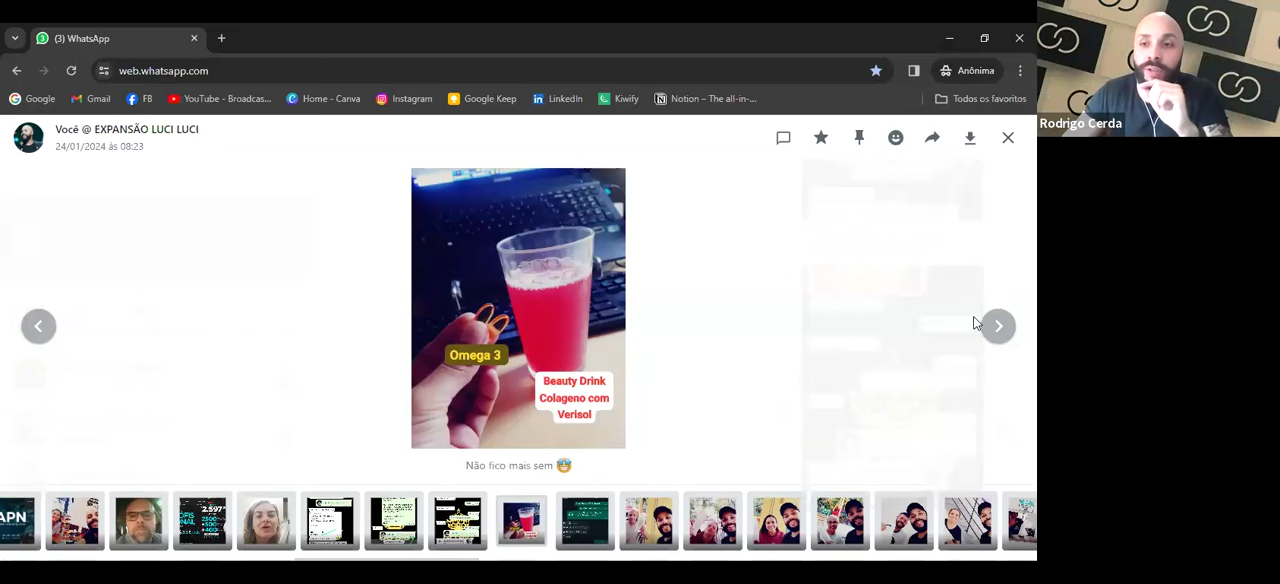 (3) WhatsApp
web.whatsapp.com
Anônima
Google
Gmail
FB
YouTube - Broadcas...
Home - Canva
Instagram
Google Keep
LinkedIn
Kiwify
Notion – The all-in-...
Todos os favoritos
Rodrigo Cerda
Você @ EXPANSÃO LUCI LUCI
24/01/2024 às 08:23
Omega 3
Beauty Drink
Colageno com
Verisol
Não fico mais sem
APN
2.597